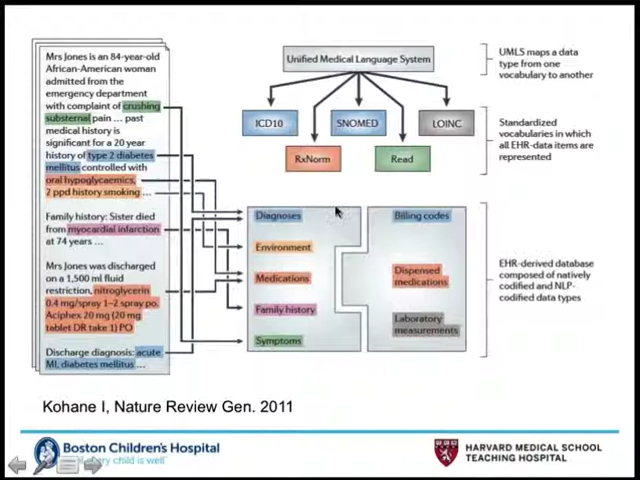 Mrs Jones is an 84-year-old
African-American woman
admitted from the
emergency department
with complaint of crushing
substernal pain ... past
medical history is
significant for a 20 year
history of type 2 diabetes
mellitus controlled with
oral hypoglycaemics,
2 ppd history smoking ...
Family history: Sister died
from myocardial infarction
at 74 years ...
Mrs Jones was discharged
on a 1,500 ml fluid
restriction, nitroglycerin
0.4 mg/spray 1–2 spray po,
Aciphex 20 mg (20 mg
tablet DR take 1) PO
Discharge diagnosis: acute
MI, diabetes mellitus ...
Unified Medical Language System
ICD10
SNOMED
LOINC
RxNorm
Read
UMLS maps a data
type from one
vocabulary to another
Standardized
vocabularies in which
all EHR-data items are
represented
Diagnoses
Environment
Medications
Family history
Symptoms
Billing codes
Dispensed
medications
Laboratory
measurements
EHR-derived database
composed of natively
codified and NLP-
codified data types
Kohane I, Nature Review Gen. 2011
Boston Children's Hospital
every child is well
HARVARD MEDICAL SCHOOL
TEACHING HOSPITAL